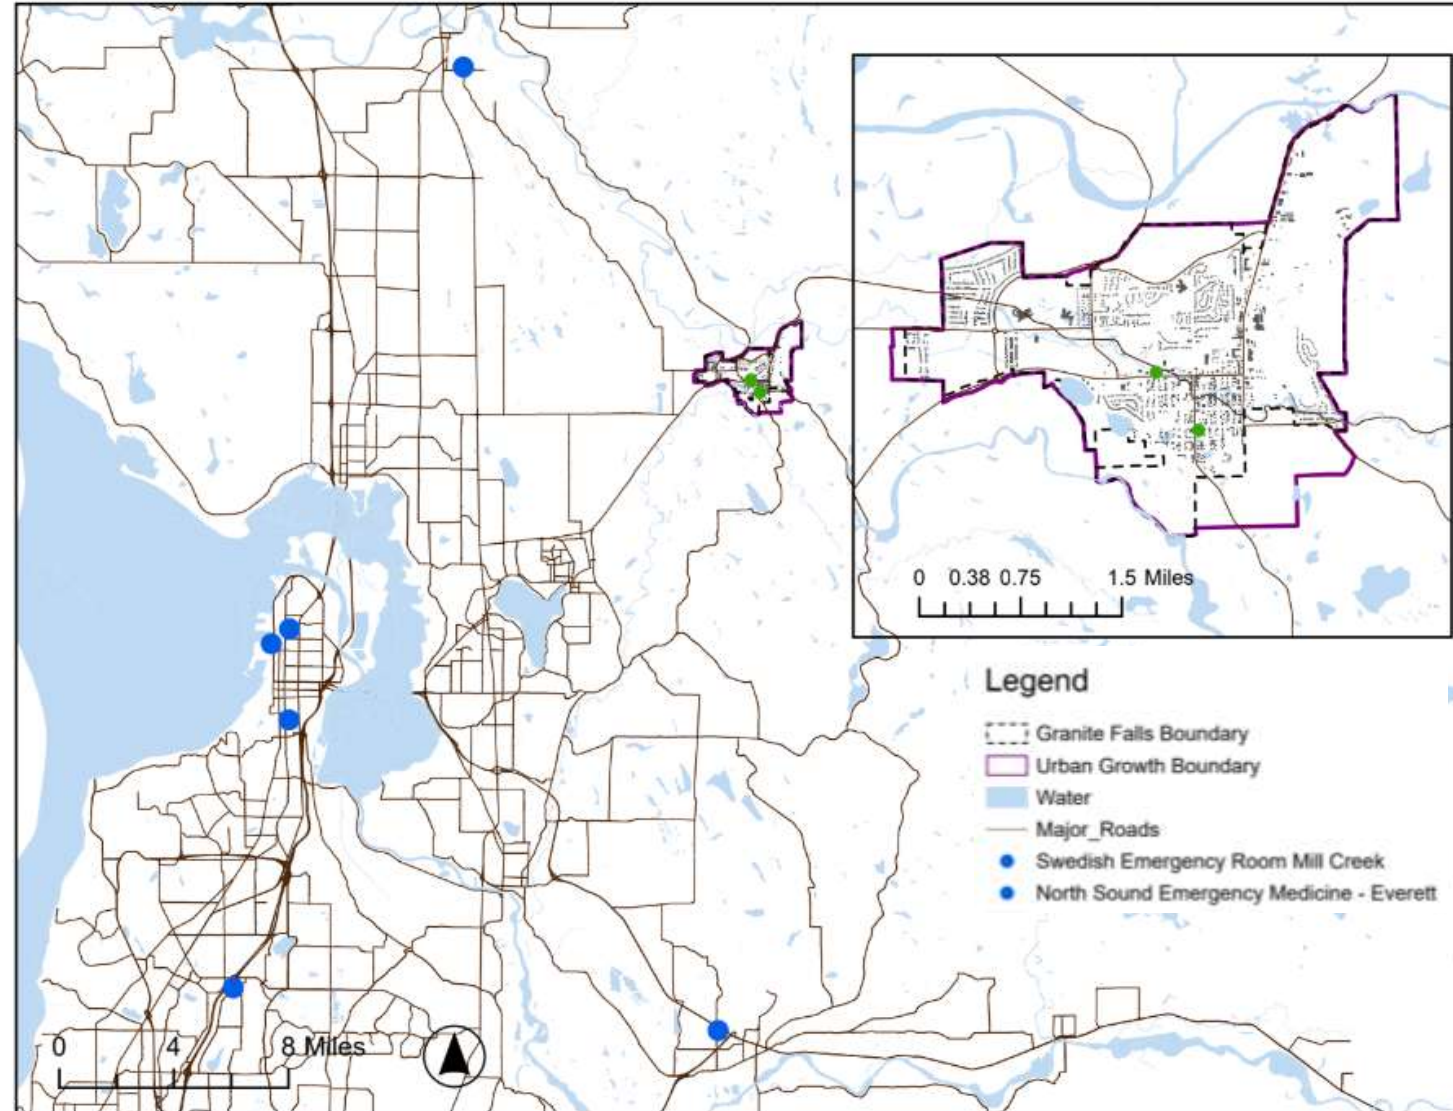 0 0.38 0.75 1.5 Miles
Legend
Granite Falls Boundary
Urban Growth Boundary
Water
Major_Roads
Swedish Emergency Room Mill Creek
North Sound Emergency Medicine - Everett
0 4 8 Miles